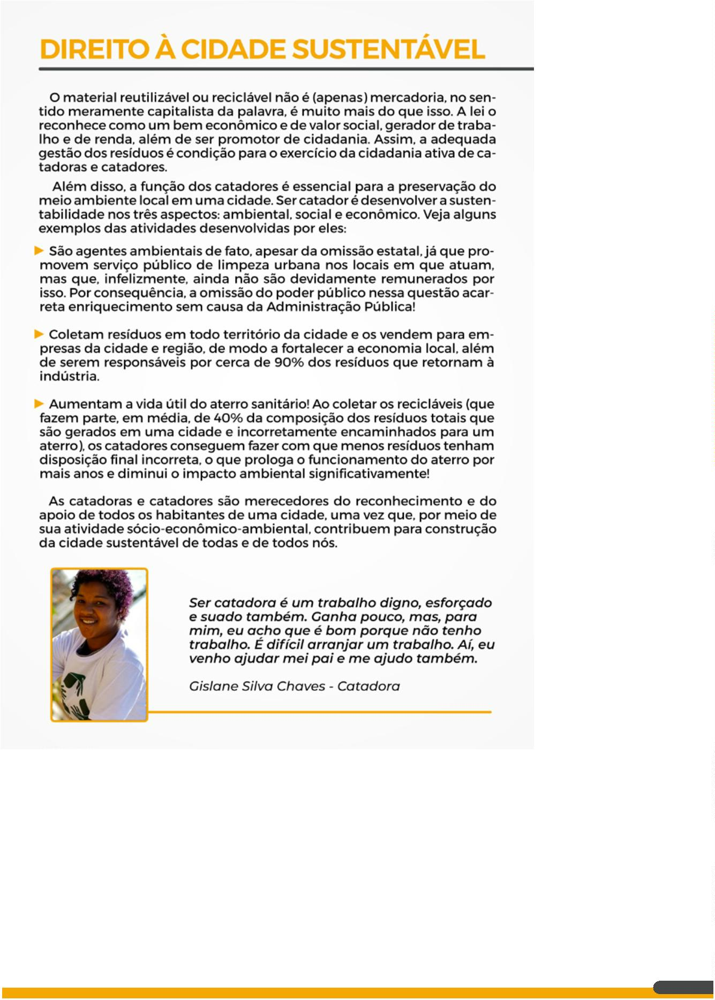 DIREITO À CIDADE SUSTENTÁVEL
O material reutilizável ou reciclável não é (apenas) mercadoria, no sen-
tido meramente capitalista da palavra, é muito mais do que isso. A lei o
reconhece como um bem econômico e de valor social, gerador de traba-
lho e de renda, além de ser promotor de cidadania. Assim, a adequada
gestão dos resíduos é condição para o exercício da cidadania ativa de ca-
tadoras e catadores.
Além disso, a função dos catadores é essencial para a preservação do
meio ambiente local em uma cidade. Ser catador é desenvolver a susten-
tabilidade nos três aspectos: ambiental, social e econômico. Veja alguns
exemplos das atividades desenvolvidas por eles:
► São agentes ambientais de fato, apesar da omissão estatal, já que pro-
movem serviço público de limpeza urbana nos locais em que atuam,
mas que, infelizmente, ainda não são devidamente remunerados por
isso. Por consequência, a omissão do poder público nessa questão acar-
reta enriquecimento sem causa da Administração Pública!
► Coletam resíduos em todo território da cidade e os vendem para em-
presas da cidade e região, de modo a fortalecer a economia local, além
de serem responsáveis por cerca de 90% dos resíduos que retornam à
indústria.
► Aumentam a vida útil do aterro sanitário! Ao coletar os recicláveis (que
fazem parte, em média, de 40% da composição dos resíduos totais que
são gerados em uma cidade e incorretamente encaminhados para um
aterro), os catadores conseguem fazer com que menos resíduos tenham
disposição final incorreta, o que prologa o funcionamento do aterro por
mais anos e diminui o impacto ambiental significativamente!
As catadoras e catadores são merecedores do reconhecimento e do
apoio de todos os habitantes de uma cidade, uma vez que, por meio de
sua atividade sócio-econômico-ambiental, contribuem para construção
da cidade sustentável de todas e de todos nós.
Ser catadora é um trabalho digno, esforçado
e suado também. Ganha pouco, mas, para
mim, eu acho que é bom porque não tenho
trabalho. É difícil arranjar um trabalho. Aí, eu
venho ajudar mei pai e me ajudo também.
Gislane Silva Chaves - Catadora